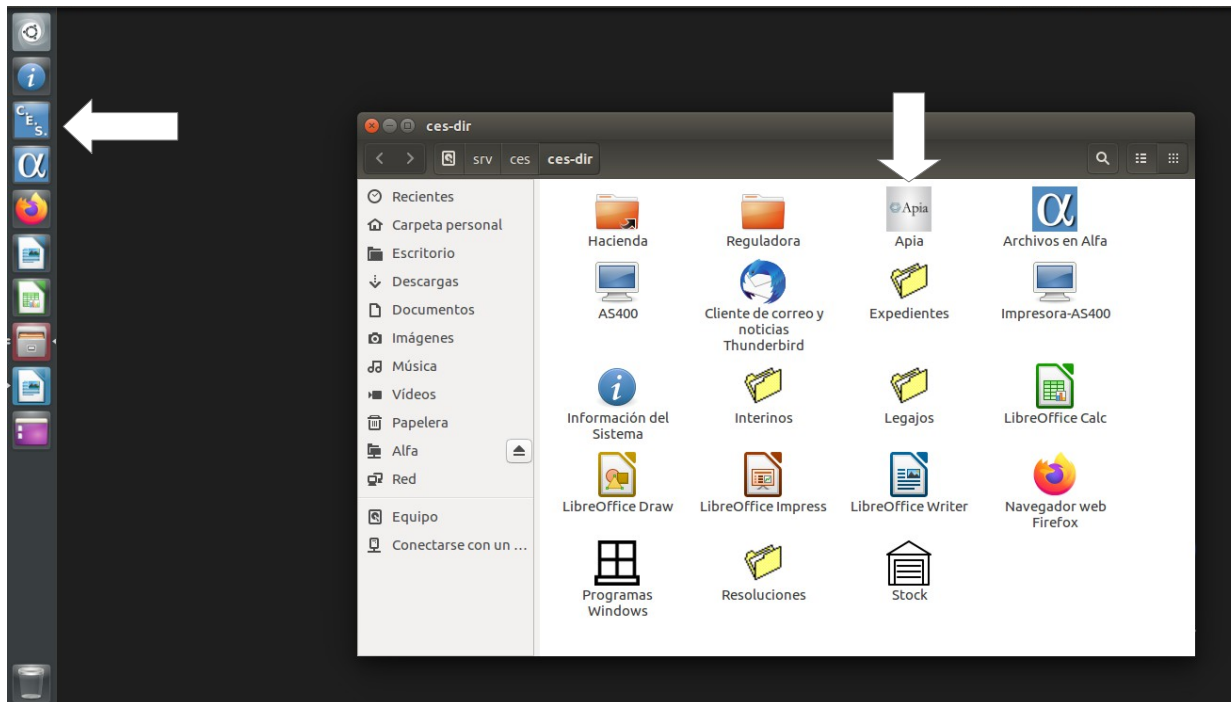 C.
E.
S.
ces-dir
srv ces ces-dir
Recientes
Carpeta personal
Escritorio
Descargas
Documentos
Imágenes
Música
Vídeos
Papelera
Alfa
Red
Equipo
Conectarse con un ...
Apia
Hacienda
Reguladora
Apia
Archivos en Alfa
AS400
Cliente de correo y
noticias
Thunderbird
Expedientes
Impresora-AS400
Información del
Sistema
Interinos
Legajos
LibreOffice Calc
LibreOffice Draw
LibreOffice Impress
LibreOffice Writer
Navegador web
Firefox
Programas
Windows
Resoluciones
Stock